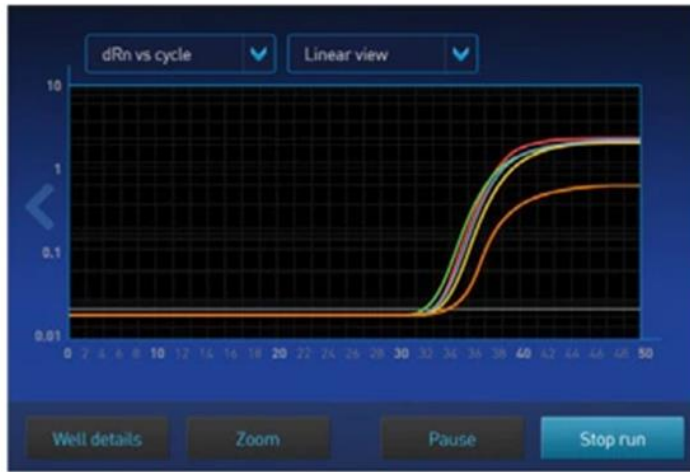 dRn vs cycle Linear view
10
1
0.1
0.01
0 2 4 6 8 10 12 14 16 18 20 22 24 26 28 30 32 34 36 38 40 42 44 46 48 50
Well details Zoom Pause Stop run